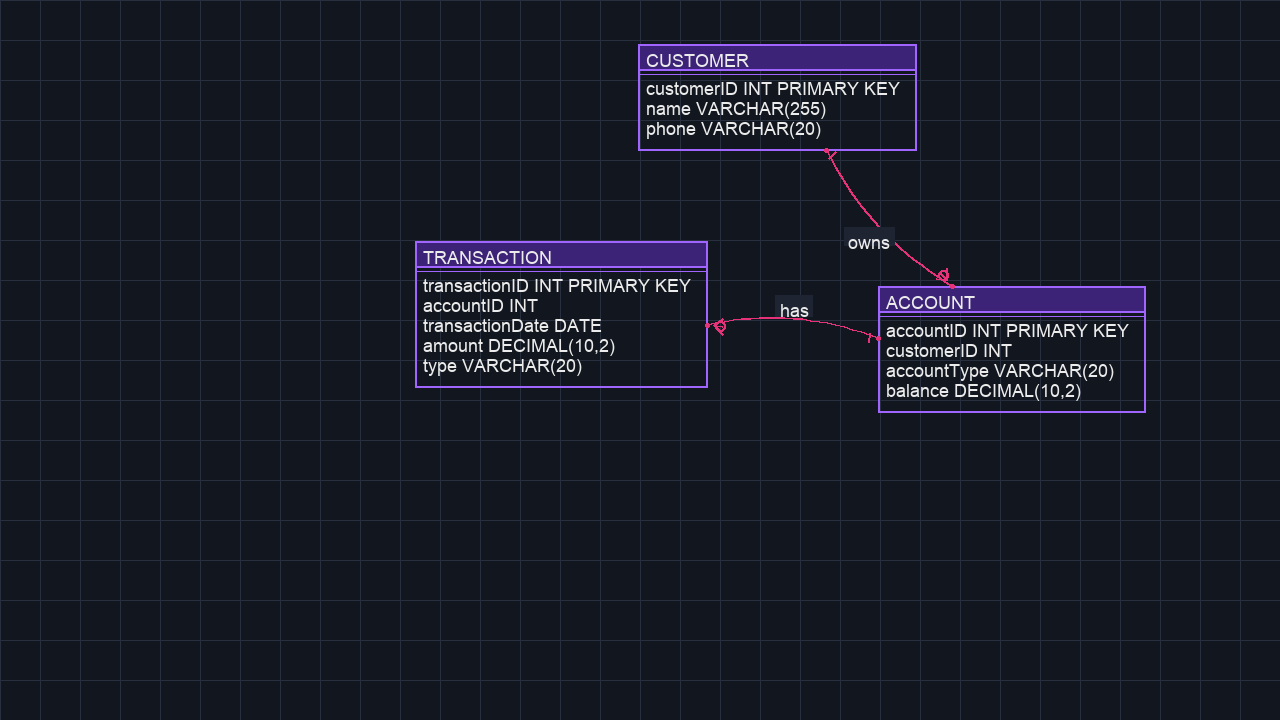 CUSTOMER
customerID INT PRIMARY KEY
name VARCHAR(255)
phone VARCHAR(20)
owns
TRANSACTION
transactionID INT PRIMARY KEY
accountID INT
transactionDate DATE
amount DECIMAL(10,2)
type VARCHAR(20)
has
ACCOUNT
accountID INT PRIMARY KEY
customerID INT
accountType VARCHAR(20)
balance DECIMAL(10,2)